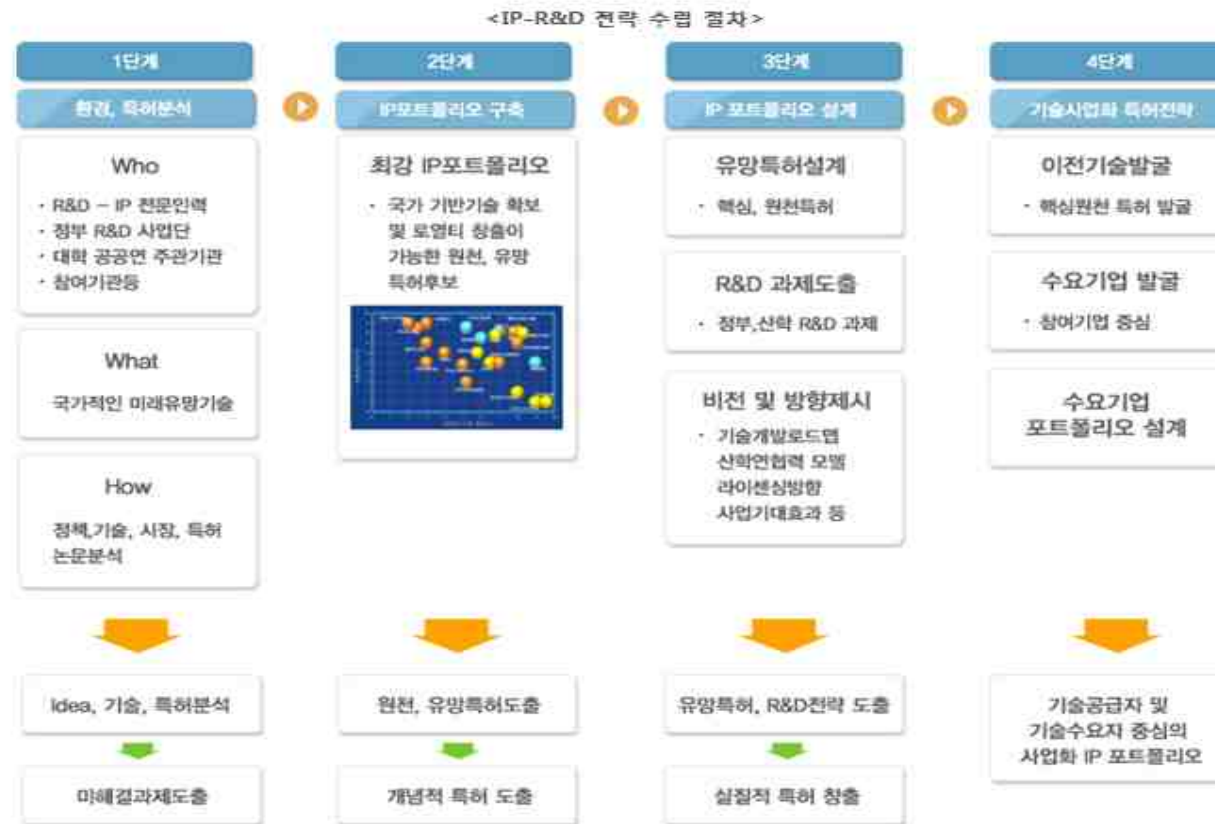 <IP-R&D 전략 수립 절차>
1단계
환경, 특허분석
Who
· R&D - IP 전문인력
· 정부 R&D 사업단
· 대학 공공연 주관기관
· 참여기관등
What
국가적인 미래유망기술
How
정책,기술, 시장, 특허
논문분석
Idea, 기술, 특허분석
미해결과제도출
2단계
IP포트폴리오 구축
최강 IP포트폴리오
· 국가 기반기술 확보
및 로열티 창출이
가능한 원천, 유망
특허후보
원천, 유망특허도출
개념적 특허 도출
3단계
IP 포트폴리오 설계
유망특허설계
· 핵심, 원천특허
R&D 과제도출
· 정부,산학 R&D 과제
비전 및 방향제시
· 기술개발로드맵
산학연협력 모델
라이센싱방향
사업기대효과 등
유망특허, R&D전략 도출
실질적 특허 창출
4단계
기술사업화 특허전략
이전기술발굴
· 핵심원천 특허 발굴
수요기업 발굴
· 참여기업 중심
수요기업
포트폴리오 설계
기술공급자 및
기술수요자 중심의
사업화 IP 포트폴리오